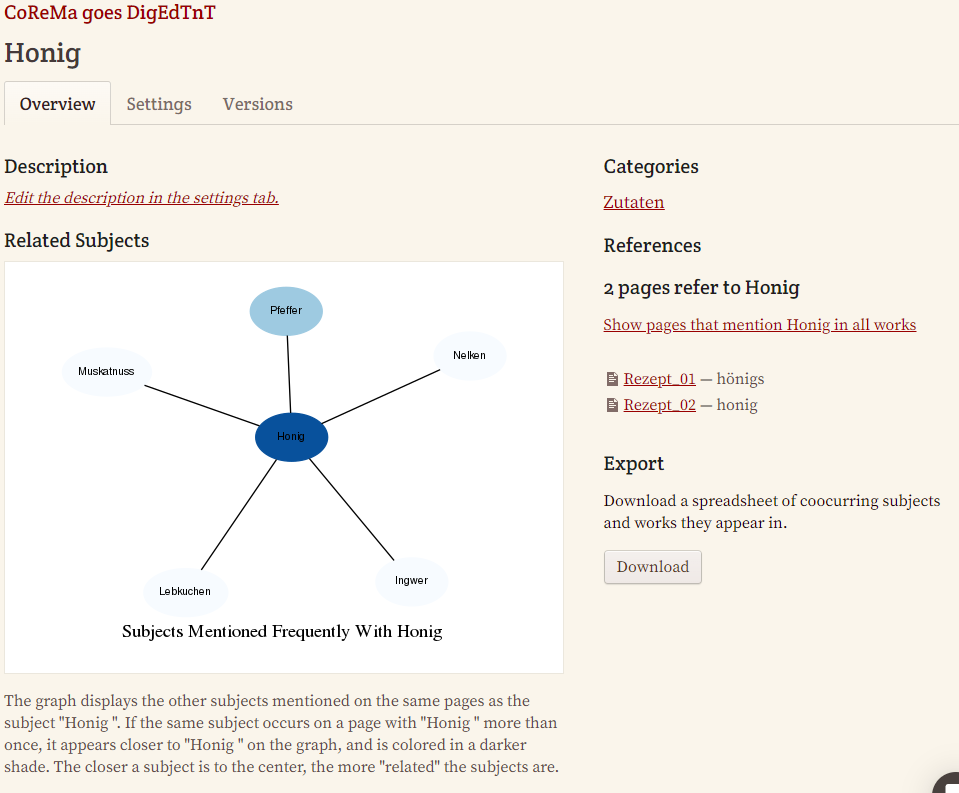 CoReMa goes DigEdTnT
Honig
Overview Settings Versions
Description
Edit the description in the settings tab.
Related Subjects
Pfeffer
Nelken
Muskatnuss
Honig
Ingwer
Lebkuchen
Subjects Mentioned Frequently With Honig
The graph displays the other subjects mentioned on the same pages as the
subject "Honig ". If the same subject occurs on a page with "Honig " more than
once, it appears closer to "Honig " on the graph, and is colored in a darker
shade. The closer a subject is to the center, the more "related" the subjects are.
Categories
Zutaten
References
2 pages refer to Honig
Show pages that mention Honig in all works
Rezept_01 — hönigs
Rezept_02 — honig
Export
Download a spreadsheet of coocurring subjects
and works they appear in.
Download